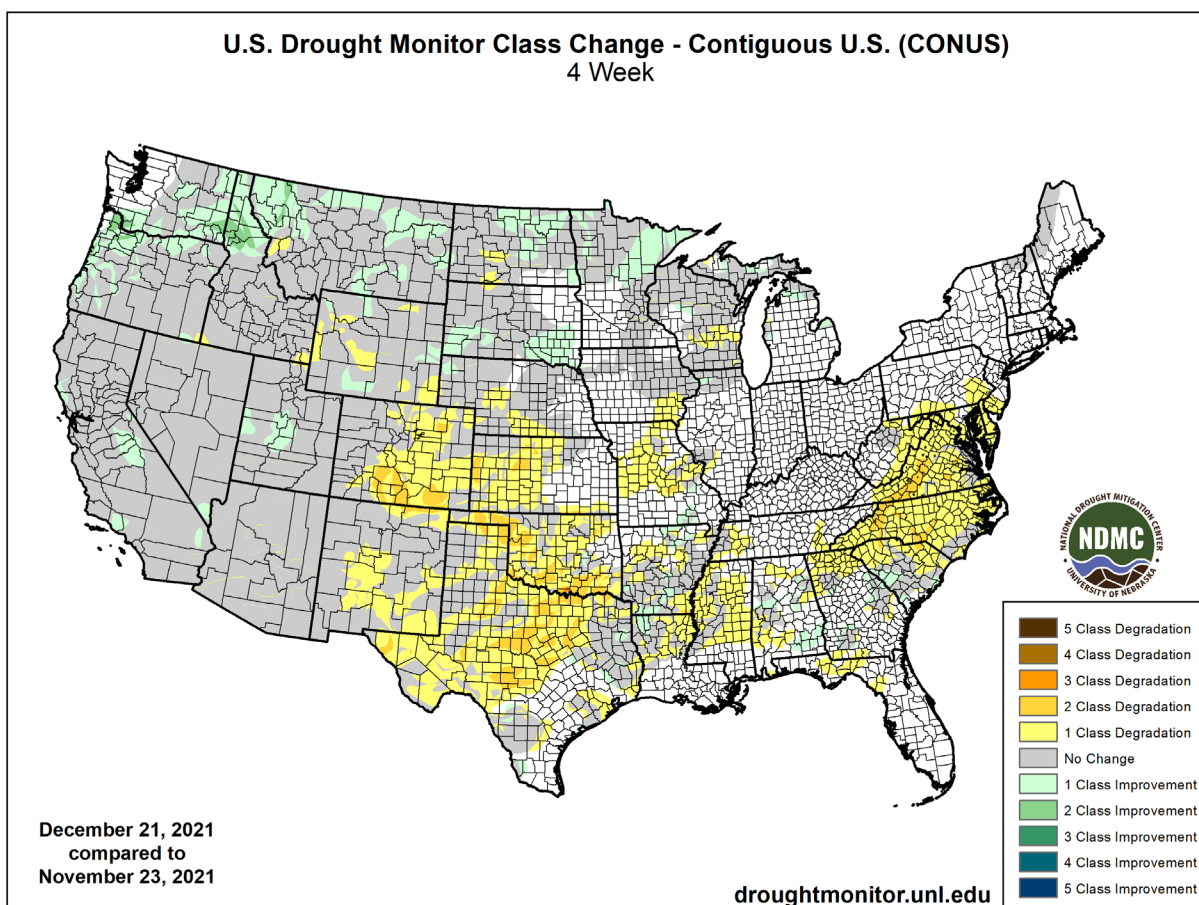 U.S. Drought Monitor Class Change - Contiguous U.S. (CONUS)
4 Week
NATIONAL DROUGHT MITIGATION CENTER
NDMC
UNIVERSITY OF NEBRASKA
5 Class Degradation
4 Class Degradation
3 Class Degradation
2 Class Degradation
1 Class Degradation
No Change
1 Class Improvement
2 Class Improvement
3 Class Improvement
4 Class Improvement
5 Class Improvement
December 21, 2021
compared to
November 23, 2021
droughtmonitor.unl.edu